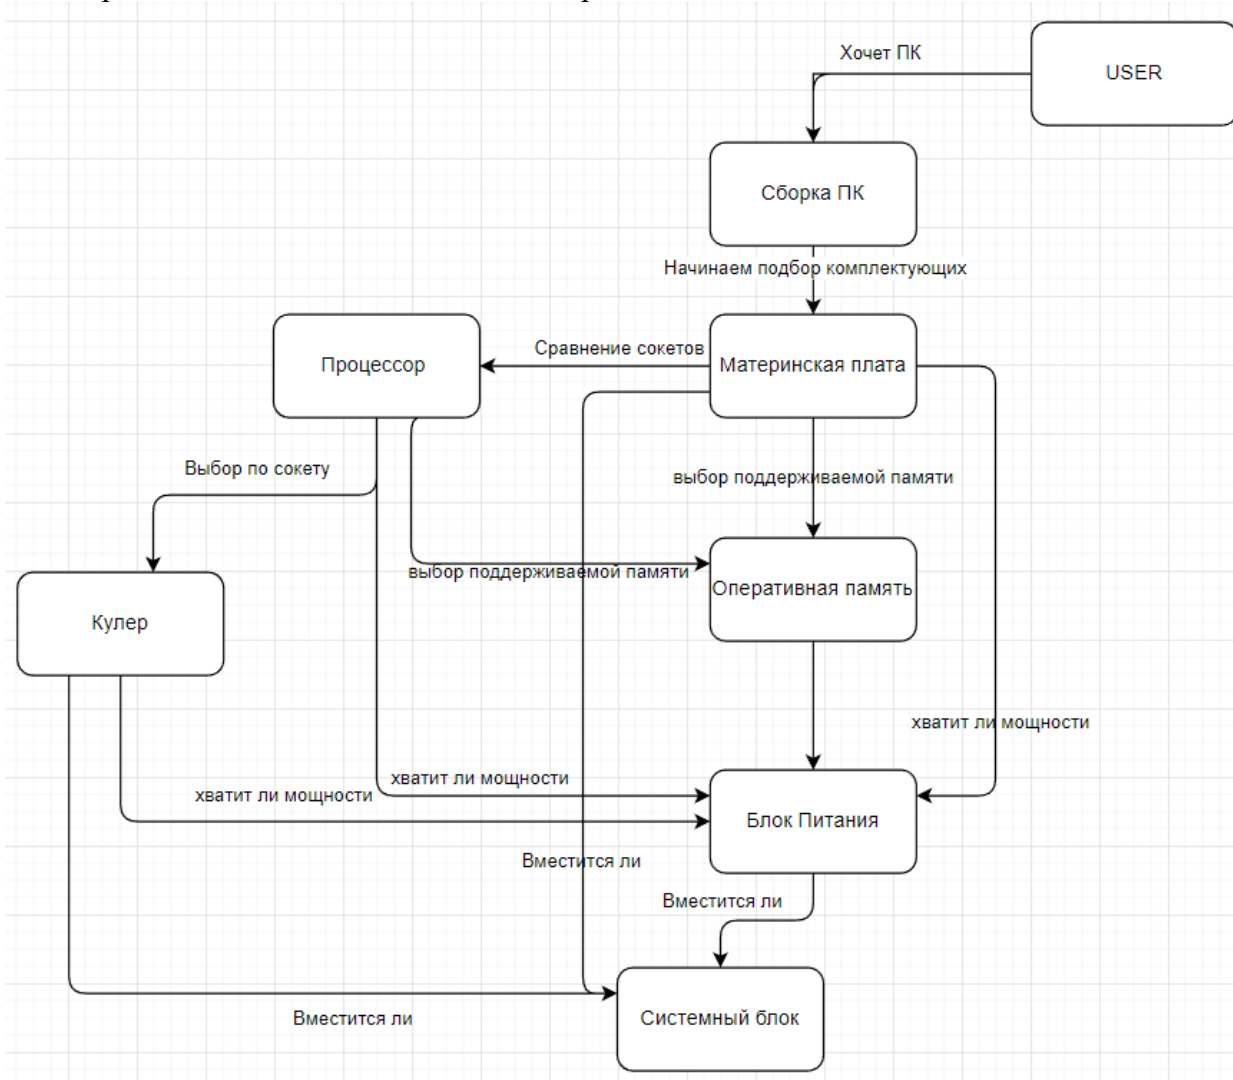 Хочет ПК
USER
Сборка ПК
Начинаем подбор комплектующих
Процессор
Сравнение сокетов
Материнская плата
Выбор по сокету
выбор поддерживаемой памяти
выбор поддерживаемой памяти
Оперативная память
Кулер
хватит ли мощности
хватит ли мощности
хватит ли мощности
Блок Питания
Вместится ли
Вместится ли
Вместится ли
Системный блок